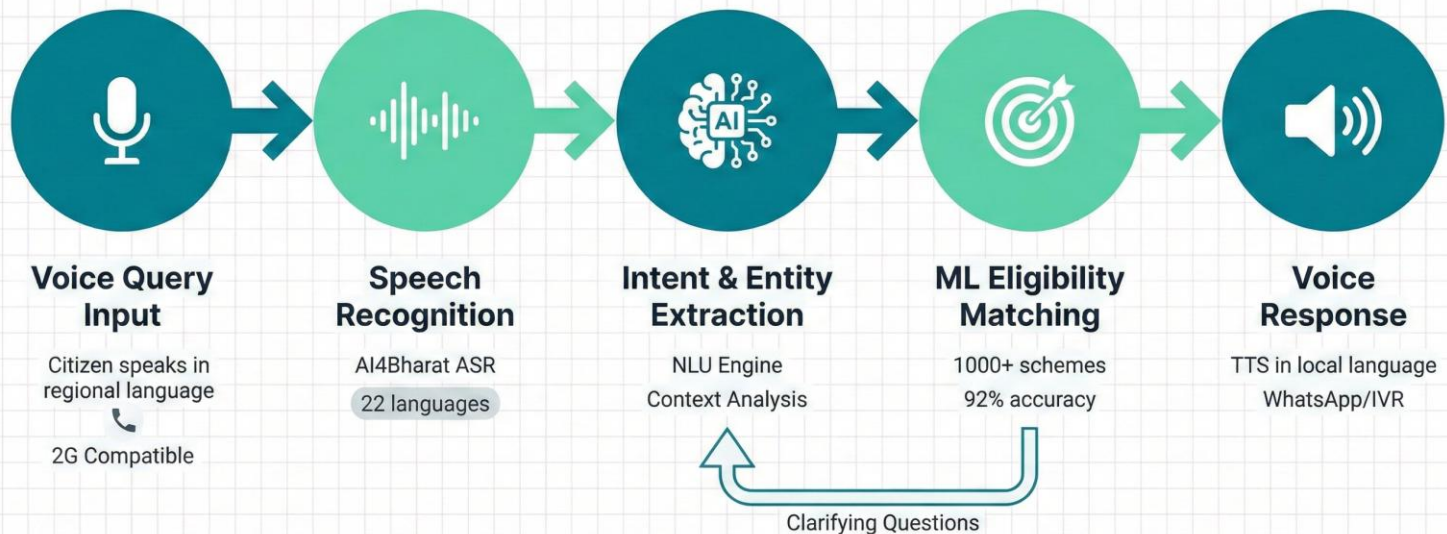 AI
Voice Query
Input
Citizen speaks in
regional language
2G Compatible
Speech
Recognition
AI4Bharat ASR
22 languages
Intent & Entity
Extraction
NLU Engine
Context Analysis
ML Eligibility
Matching
1000+ schemes
92% accuracy
Clarifying Questions
Voice
Response
TTS in local language
WhatsApp/IVR